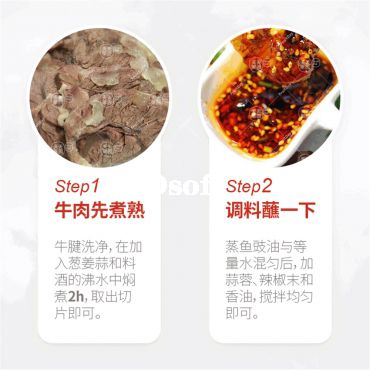 Step1
牛肉先煮熟
牛腱洗净,在加
入葱姜蒜和料
酒的沸水中焖
煮2h,取出切
片即可。
Step2
调料蘸一下
蒸鱼豉油与等
量水混匀后,加
蒜蓉、辣椒末和
香油,搅拌均匀
即可。